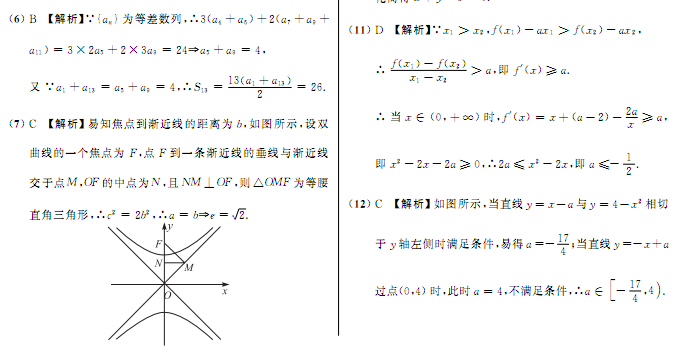 (6) B 【解析】∵{aₙ}为等差数列,∴3(a₄+a₆)+2(a₇+a₉+
a₁₁)=3×2a₅+2×3a₉=24⇒a₅+a₉=4,
又∵a₁+a₁₃=a₅+a₉=4,∴S₁₃=13(a₁+a₁₃)/2=26.
(7) C 【解析】易知焦点到渐近线的距离为b,如图所示,设双
曲线的一个焦点为F,点F到一条渐近线的垂线与渐近线
交于点M,OF的中点为N,且NM⊥OF,则△OMF为等腰
直角三角形,∴c²=2b²,∴a=b⇒e=√2.
y
F
N
M
O
x
(11) D 【解析】∵x₁>x₂,f(x₁)-ax₁>f(x₂)-ax₂,
∴(f(x₁)-f(x₂))/(x₁-x₂)>a,即f′(x)≥a.
∴当x∈(0,+∞)时,f′(x)=x+(a-2)-2a/x≥a,
即x²-2x-2a≥0,∴2a≤x²-2x,即a≤-1/2.
(12) C 【解析】如图所示,当直线y=x-a与y=4-x²相切
于y轴左侧时满足条件,易得a=-17/4;当直线y=-x+a
过点(0,4)时,此时a=4,不满足条件,∴a∈[-17/4,4).